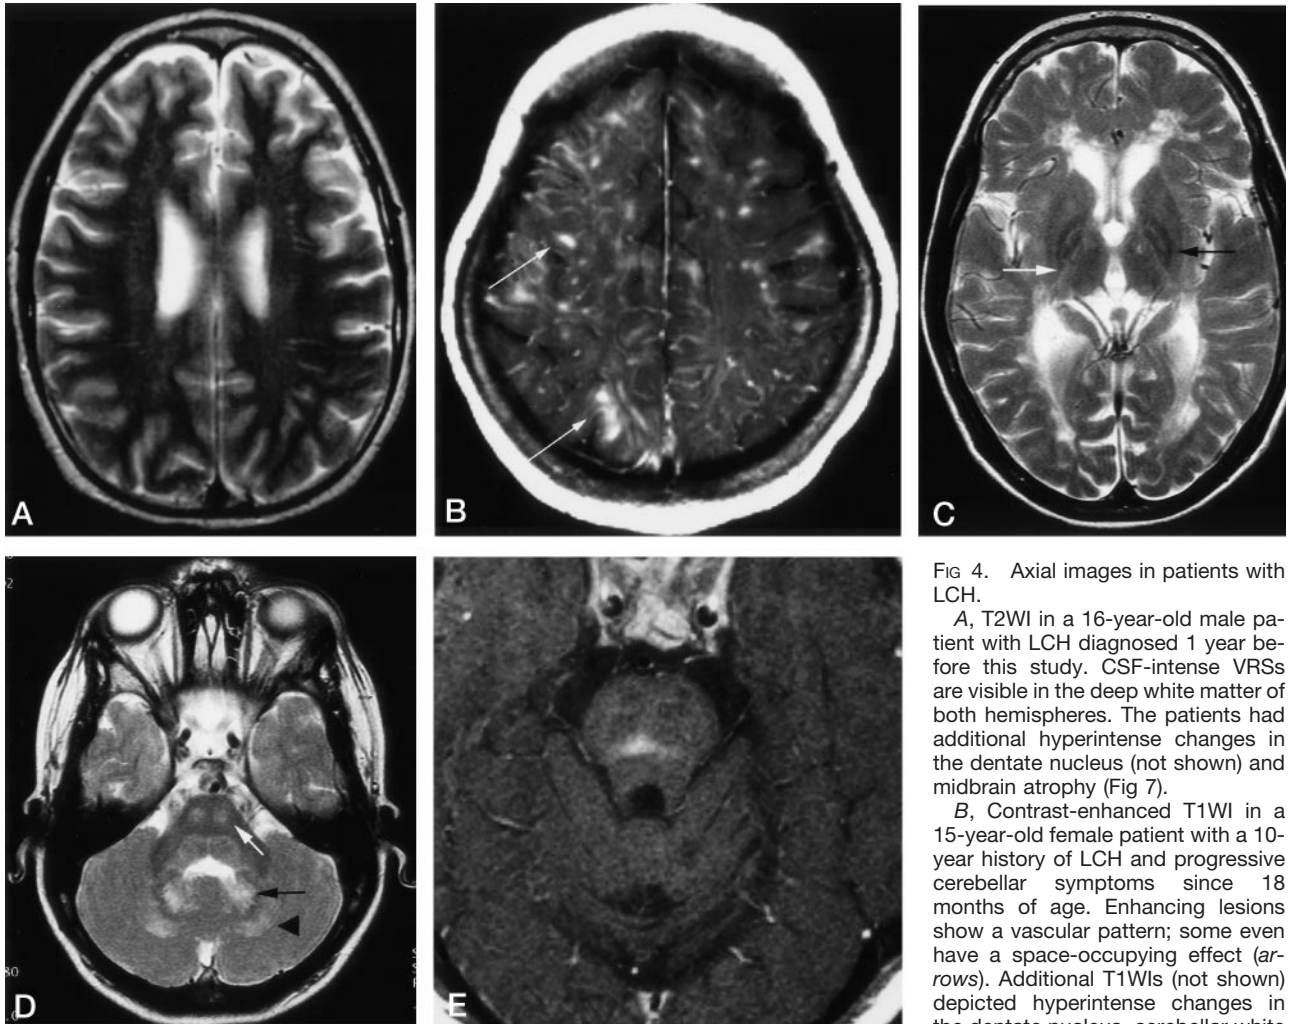 A
B
C
FIG 4. Axial images in patients with
LCH.
A, T2WI in a 16-year-old male pa-
tient with LCH diagnosed 1 year be-
fore this study. CSF-intense VRSs
are visible in the deep white matter of
both hemispheres. The patients had
additional hyperintense changes in
the dentate nucleus (not shown) and
midbrain atrophy (Fig 7).
B, Contrast-enhanced T1WI in a
15-year-old female patient with a 10-
year history of LCH and progressive
cerebellar symptoms since 18
months of age. Enhancing lesions
show a vascular pattern; some even
have a space-occupying effect (ar-
rows). Additional T1WIs (not shown)
depicted hyperintense changes in
the dentate nucleus, cerebellar white
D
E